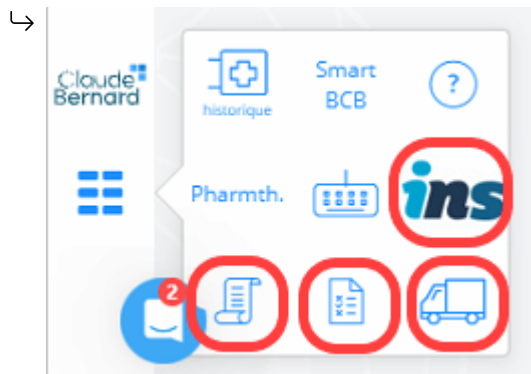 Claude
Bernard
historique
Smart
BCB
?
Pharmth.
ins
2